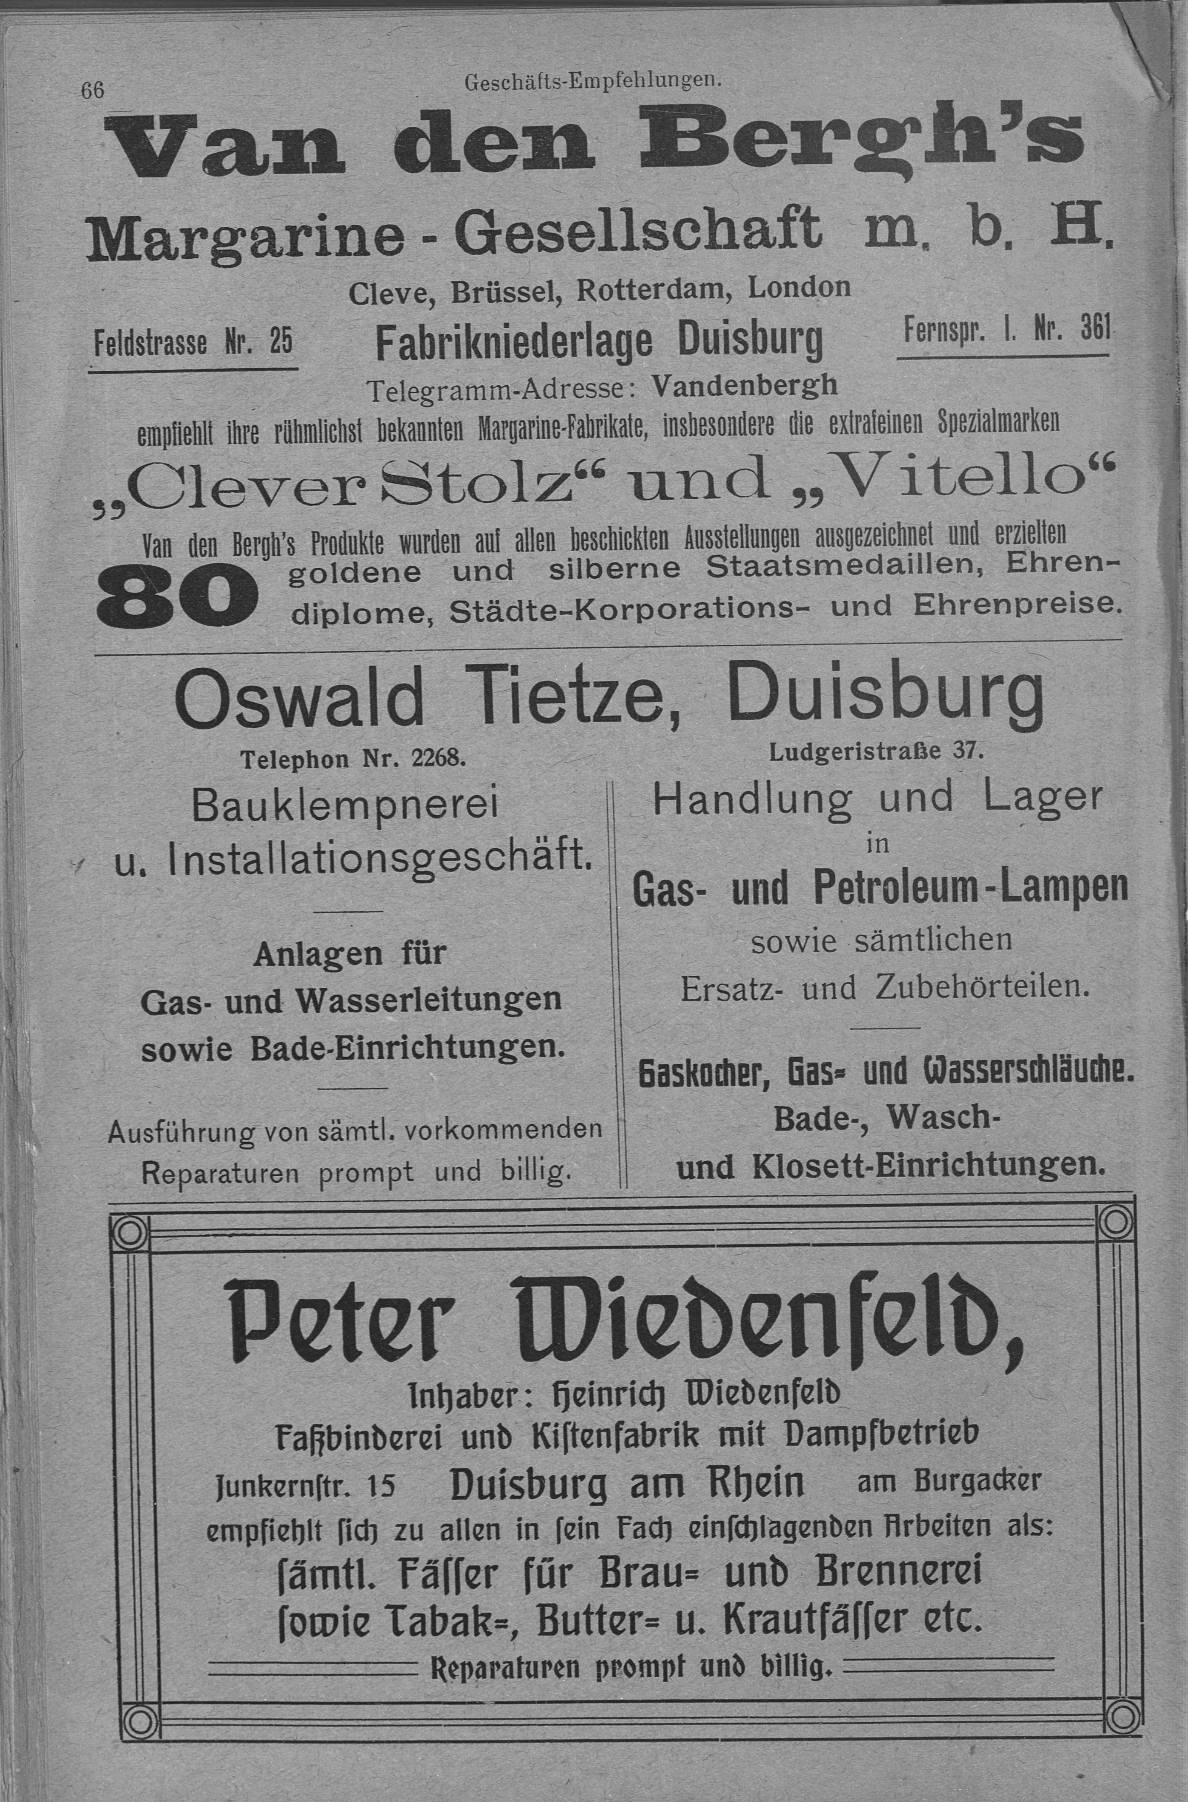 66
Geschäfts-Empfehlungen.
Van den Bergh's
Margarine-Gesellschaft m. b. H.
Cleve, Brüssel, Rotterdam, London
Feldstrasse Nr. 25 Fabrikniederlage Duisburg Fernspr. I. Nr. 361
Telegramm-Adresse: Vandenbergh
empfiehlt ihre rühmlichst bekannten Margarine-Fabrikate, insbesondere die extrafeinen Spezialmarken
„Clever Stolz“ und „Vitello“
Van den Bergh's Produkte wurden auf allen beschickten Ausstellungen ausgezeichnet und erzielten
80 goldene und silberne Staatsmedaillen, Ehren-
diplome, Städte-Korporations- und Ehrenpreise.
Oswald Tietze, Duisburg
Telephon Nr. 2268.
Ludgeristraße 37.
Bauklempnerei
u. Installationsgeschäft.
Anlagen für
Gas- und Wasserleitungen
sowie Bade-Einrichtungen.
Ausführung von sämtl. vorkommenden
Reparaturen prompt und billig.
Handlung und Lager
in
Gas- und Petroleum-Lampen
sowie sämtlichen
Ersatz- und Zubehörteilen.
Gaskocher, Gas- und Wasserschläuche.
Bade-, Wasch-
und Klosett-Einrichtungen.
Peter Wiedenfeld,
Inhaber: Heinrich Wiedenfeld
Faßbinderei und Kiſtenfabrik mit Dampfbetrieb
Junkernſtr. 15 Duisburg am Rhein am Burgacker
empfiehlt ſich zu allen in ſein Fach einſchlagenden Arbeiten als:
ſämtl. Fäſſer für Brau- und Brennerei
ſowie Tabak-, Butter- u. Krautfäſſer etc.
Reparaturen prompt und billig.